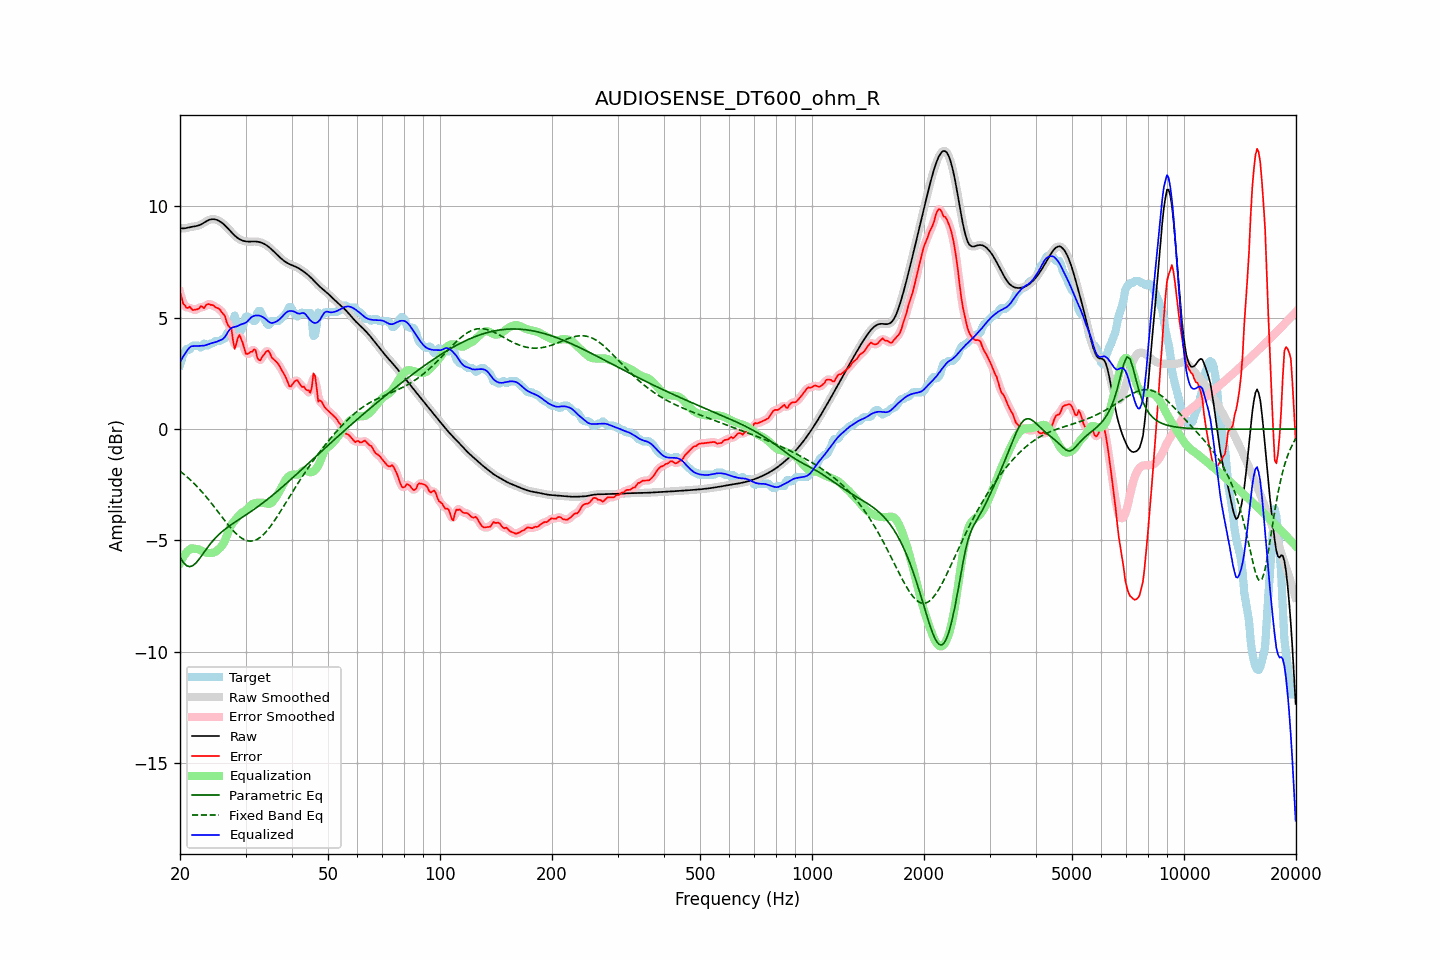 AUDIOSENSE_DT600_ohm_R
Amplitude (dBr)
10
5
0
−5
−10
−15
Target
Raw Smoothed
Error Smoothed
Raw
Error
Equalization
Parametric Eq
Fixed Band Eq
Equalized
20 50 100 200 500 1000 2000 5000 10000 20000
Frequency (Hz)